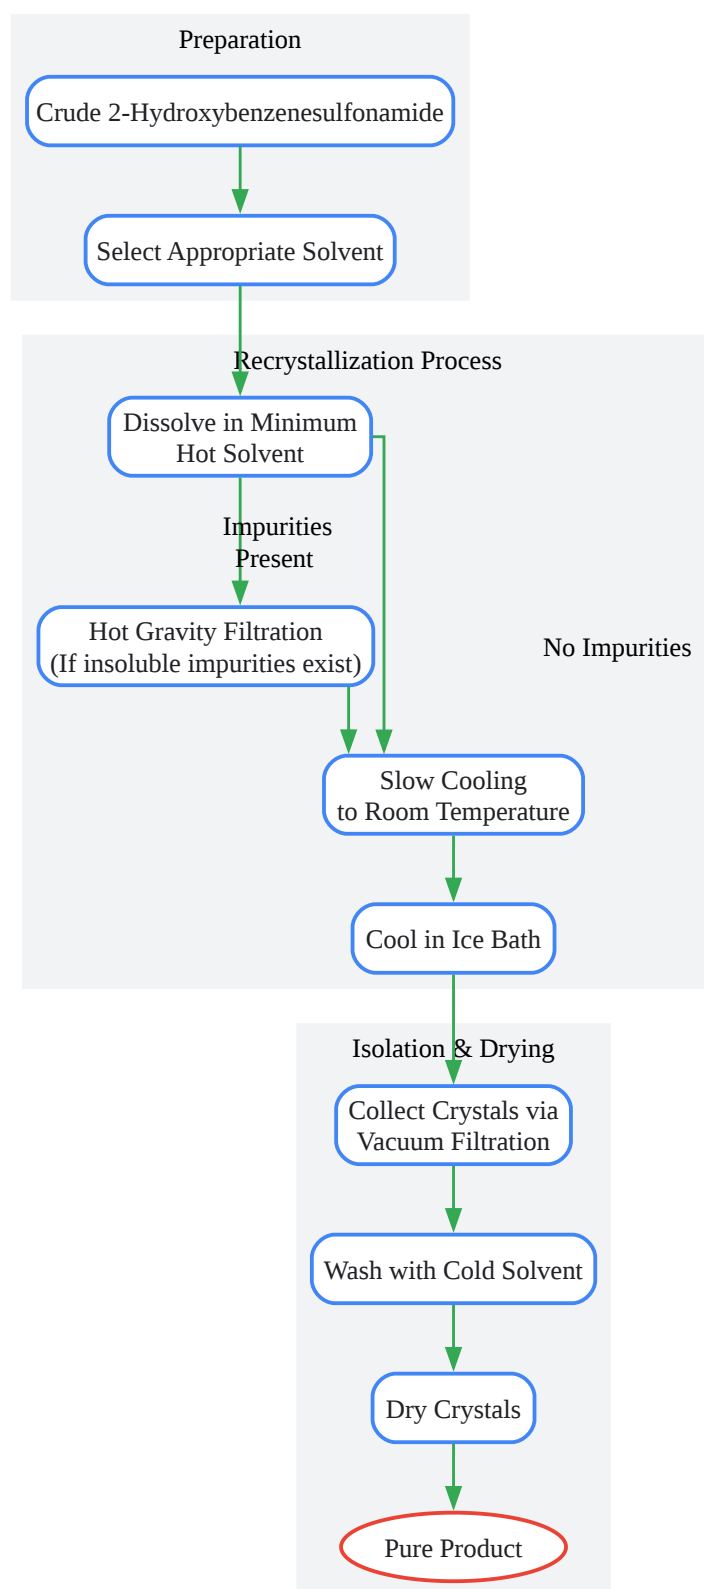 Preparation
Crude 2-Hydroxybenzenesulfonamide
Select Appropriate Solvent
Recrystallization Process
Dissolve in Minimum
Hot Solvent
Impurities
Present
Hot Gravity Filtration
(If insoluble impurities exist)
No Impurities
Slow Cooling
to Room Temperature
Cool in Ice Bath
Isolation & Drying
Collect Crystals via
Vacuum Filtration
Wash with Cold Solvent
Dry Crystals
Pure Product